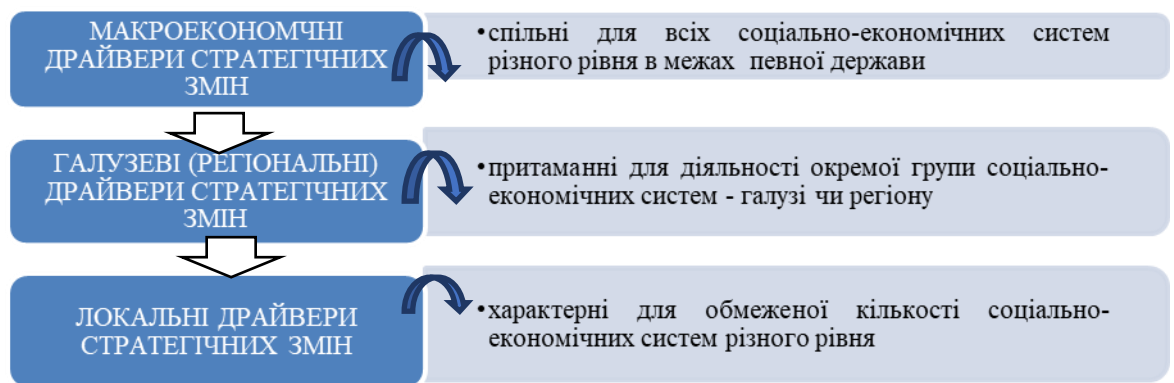 МАКРОЕКОНОМЧНІ
ДРАЙВЕРИ СТРАТЕГІЧНИХ
ЗМІН
•спільні для всіх соціально-економічних систем
різного рівня в межах певної держави
ГАЛУЗЕВІ (РЕГІОНАЛЬНІ)
ДРАЙВЕРИ СТРАТЕГІЧНИХ
ЗМІН
•притаманні для діяльності окремої групи соціально-
економічних систем - галузі чи регіону
ЛОКАЛЬНІ ДРАЙВЕРИ
СТРАТЕГІЧНИХ ЗМІН
•характерні для обмеженої кількості соціально-
економічних систем різного рівня